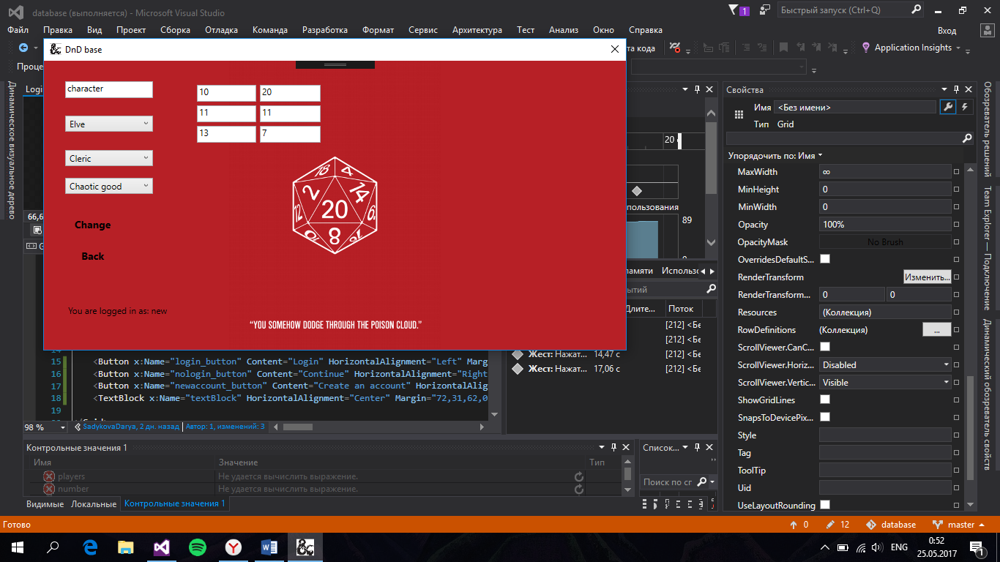 database (выполняется) - Microsoft Visual Studio
1
Быстрый запуск (Ctrl+Q)
Файл Правка Вид Проект Сборка Отладка Команда Разработка Формат Сервис Архитектура Тест Анализ Окно Справка
Вход
та кода
Application Insights
Проце
DnD base
character
10
20
Elve
11
11
13
7
Cleric
Chaotic good
18
4
2
14
20
12
6
8
Change
Back
You are logged in as: new
“YOU SOMEHOW DODGE THROUGH THE POISON CLOUD.”
Динамическое визуальное дерево
Logi
66,6
20
пользования
89
амяти
Использо
ытий
Длите...
Поток
[212] <Бе
[212] <Бе
Жест: Нажат...
14,47 с
[212] <Бе
Жест: Нажат...
17,06 с
[212] <Бе
15
<Button x:Name="login_button" Content="Login" HorizontalAlignment="Left" Marg
16
<Button x:Name="nologin_button" Content="Continue" HorizontalAlignment="Right
17
<Button x:Name="newaccount_button" Content="Create an account" HorizontalAlig
18
<TextBlock x:Name="textBlock" HorizontalAlignment="Center" Margin="72,31,62,0
19
98 %
SadykovaDarya, 2 дн. назад
Автор: 1, изменений: 3
Контрольные значения 1
Имя
Значение
Тип
players
Не удается вычислить выражение.
number
Не удается вычислить выражение.
Видимые
Локальные
Контрольные значения 1
Список...
Поиск по сг
Свойства
Имя
<Без имени>
Тип
Grid
Упорядочить по: Имя
MaxWidth
∞
MinHeight
0
MinWidth
0
Opacity
100%
OpacityMask
No Brush
OverridesDefaultS...
RenderTransform
Изменить...
RenderTransform...
0
0
Resources
(Коллекция)
RowDefinitions
(Коллекция)
...
ScrollViewer.CanC...
ScrollViewer.Horiz...
Disabled
ScrollViewer.Vertic...
Visible
ShowGridLines
SnapsToDevicePix...
Style
Tag
ToolTip
Uid
UseLayoutRounding
Обозреватель решений
Team Explorer — Подключение
Динамический обозреватель свойств
Готово
0
12
database
master
ENG
0:52
25.05.2017
1